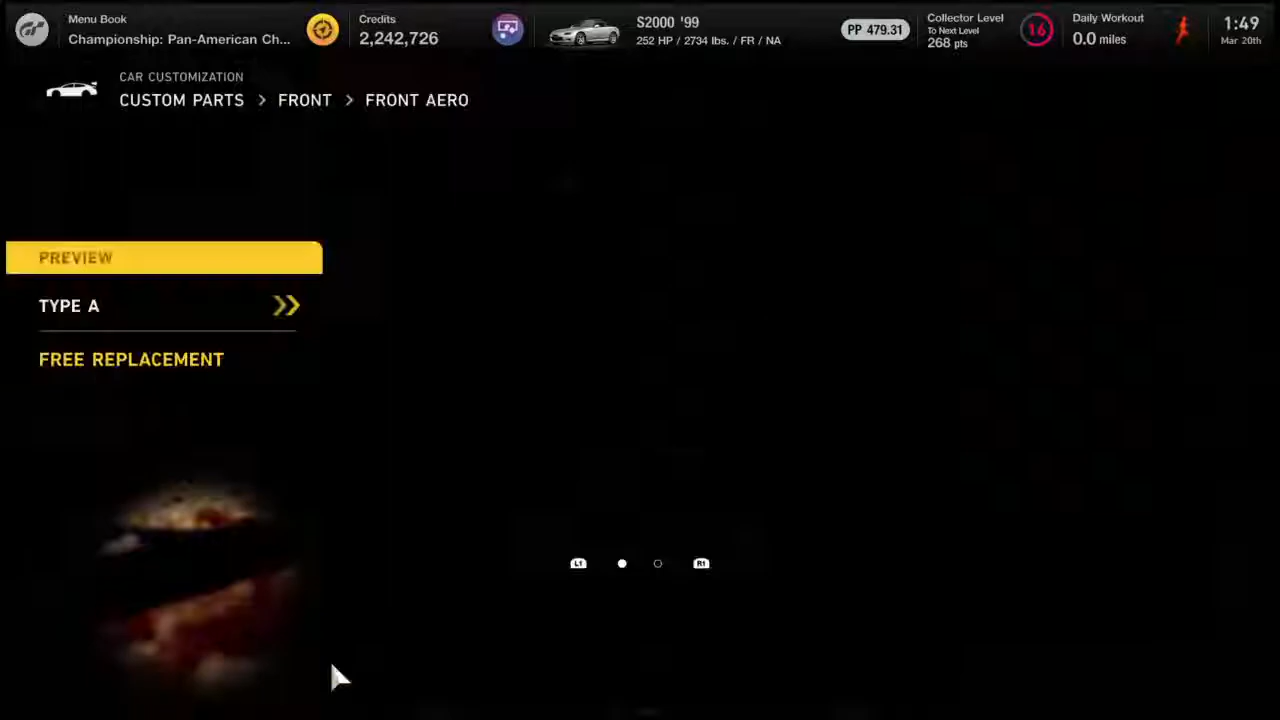 Menu Book
Championship: Pan-American Ch...
Credits
2,242,726
S2000 '99
252 HP / 2734 lbs. / FR / NA
PP 479.31
Collector Level
To Next Level
268 pts
16
Daily Workout
0.0 miles
1:49
Mar 20th
CAR CUSTOMIZATION
CUSTOM PARTS > FRONT > FRONT AERO
PREVIEW
TYPE A
FREE REPLACEMENT
L1
R1